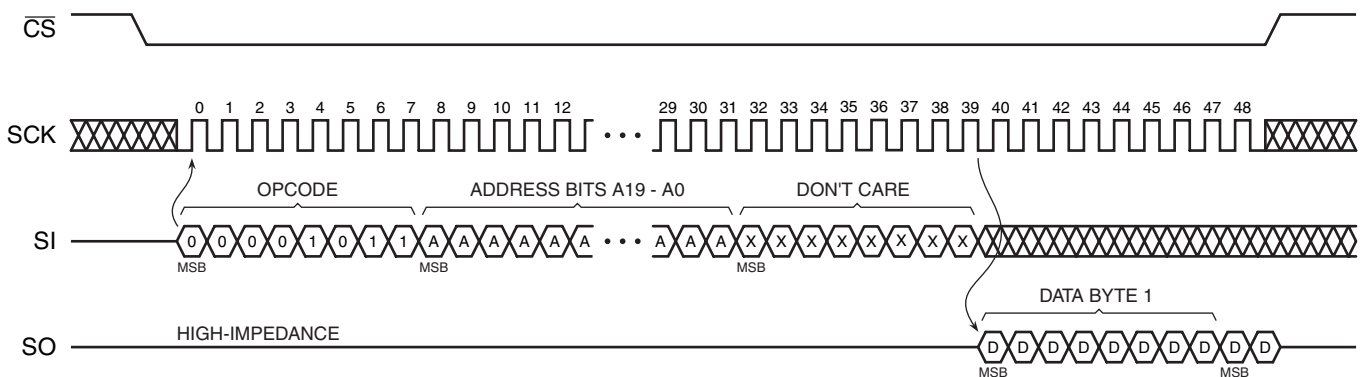 CS
0 1 2 3 4 5 6 7 8 9 10 11 12 29 30 31 32 33 34 35 36 37 38 39 40 41 42 43 44 45 46 47 48
SCK • • •
OPCODE ADDRESS BITS A19 - A0 DON'T CARE
SI 0 0 0 0 1 0 1 1 A A A A A A • • • A A A X X X X X X X X
MSB MSB MSB
DATA BYTE 1
HIGH-IMPEDANCE
SO D D D D D D D D D D
MSB MSB